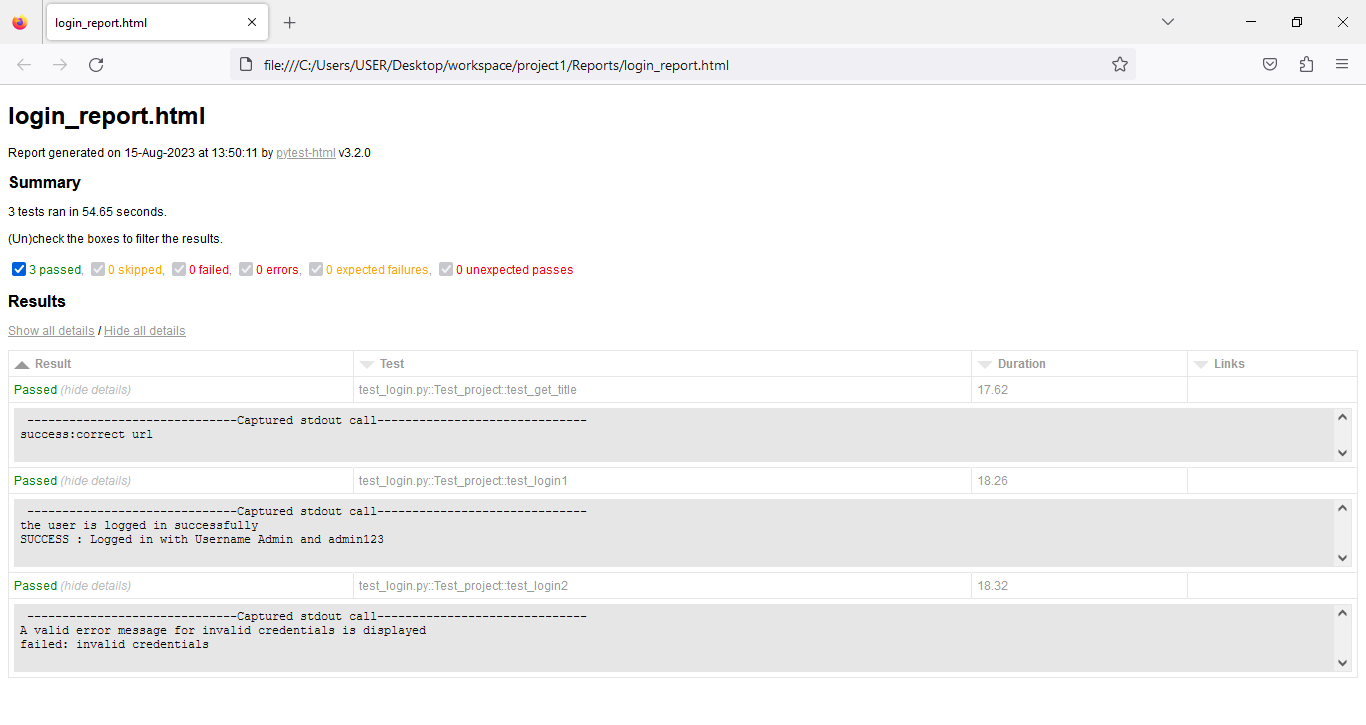 login_report.html
file:///C:/Users/USER/Desktop/workspace/project1/Reports/login_report.html
login_report.html
Report generated on 15-Aug-2023 at 13:50:11 by pytest-html v3.2.0
Summary
3 tests ran in 54.65 seconds.
(Un)check the boxes to filter the results.
3 passed, 0 skipped, 0 failed, 0 errors, 0 expected failures, 0 unexpected passes
Results
Show all details / Hide all details
Result Test Duration Links
Passed (hide details) test_login.py::Test_project::test_get_title 17.62
------------------------------Captured stdout call------------------------------
success:correct url
Passed (hide details) test_login.py::Test_project::test_login1 18.26
------------------------------Captured stdout call------------------------------
the user is logged in successfully
SUCCESS : Logged in with Username Admin and admin123
Passed (hide details) test_login.py::Test_project::test_login2 18.32
------------------------------Captured stdout call------------------------------
A valid error message for invalid credentials is displayed
failed: invalid credentials